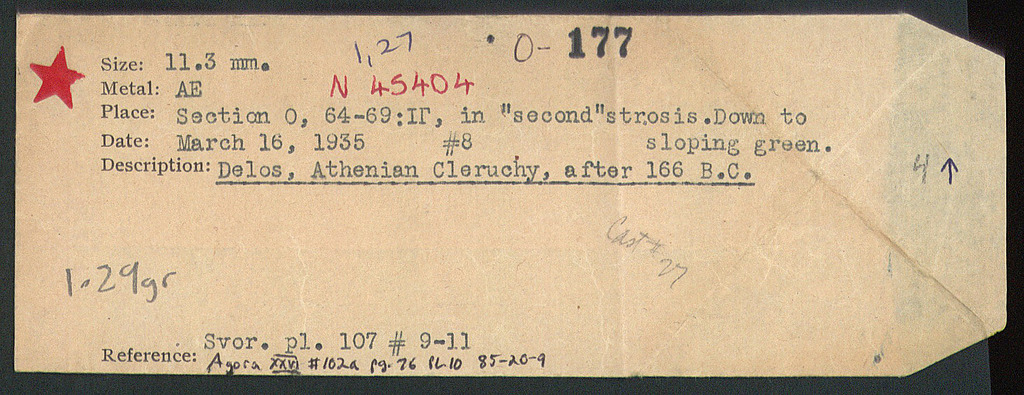 1,27 · O- 177
Size: 11.3 mm.
Metal: AE N 45404
Place: Section O, 64-69:IΓ, in "second"strosis.Down to
Date: March 16, 1935 #8 sloping green.
Description: Delos, Athenian Cleruchy, after 166 B.C.
4 ↑
Cast #
27
1.29gr
Svor. pl. 107 # 9-11
Reference: Agora XXVI #102a pg. 76 PL.10 85-20-9